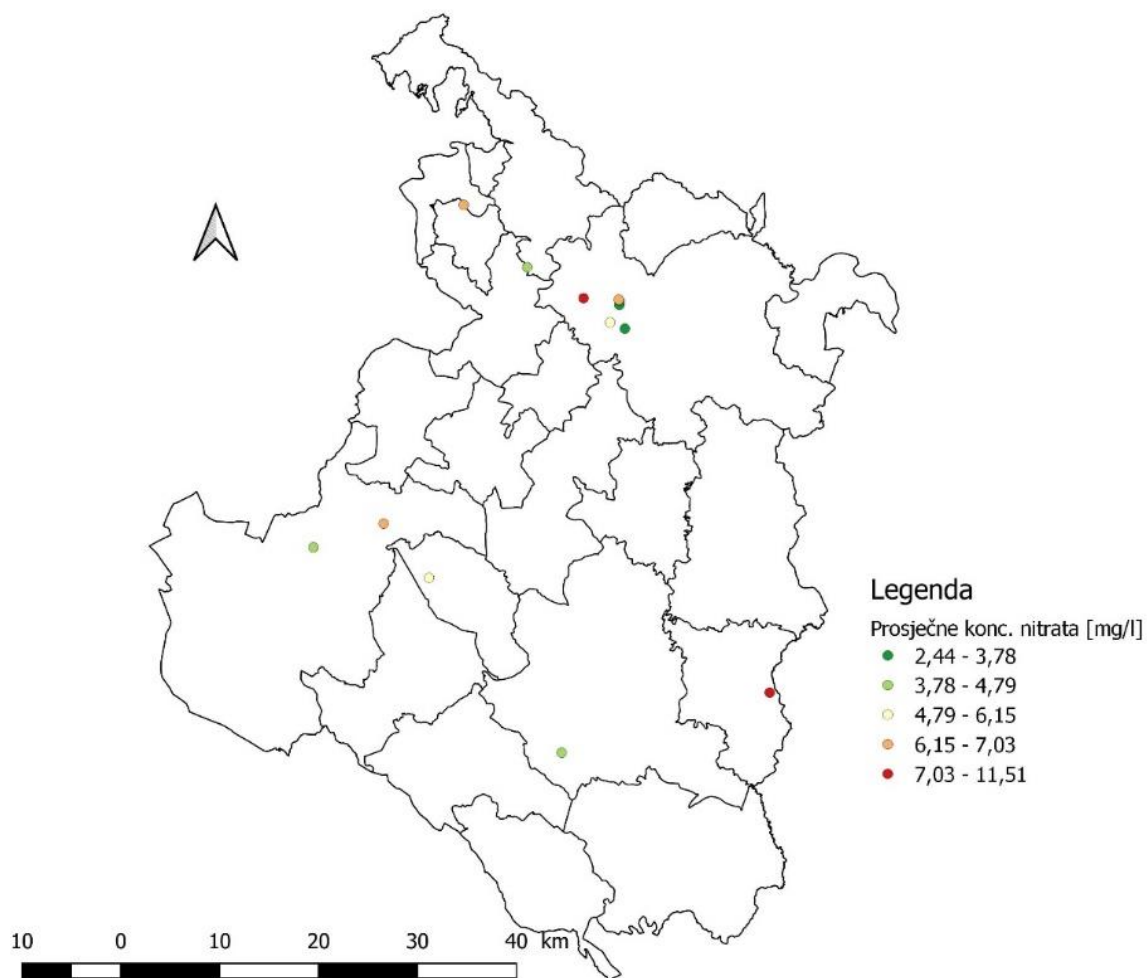 Legenda
Prosječne konc. nitrata [mg/l]
2,44 - 3,78
3,78 - 4,79
4,79 - 6,15
6,15 - 7,03
7,03 - 11,51
10 0 20 30 40 km